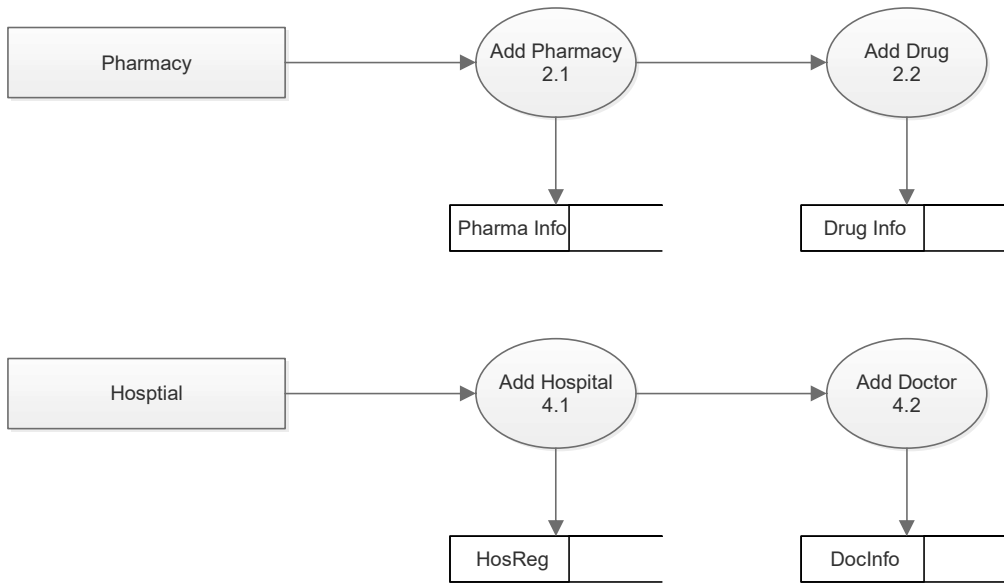 Pharmacy
Add Pharmacy
2.1
Add Drug
2.2
Pharma Info
Drug Info
Hosptial
Add Hospital
4.1
Add Doctor
4.2
HosReg
DocInfo